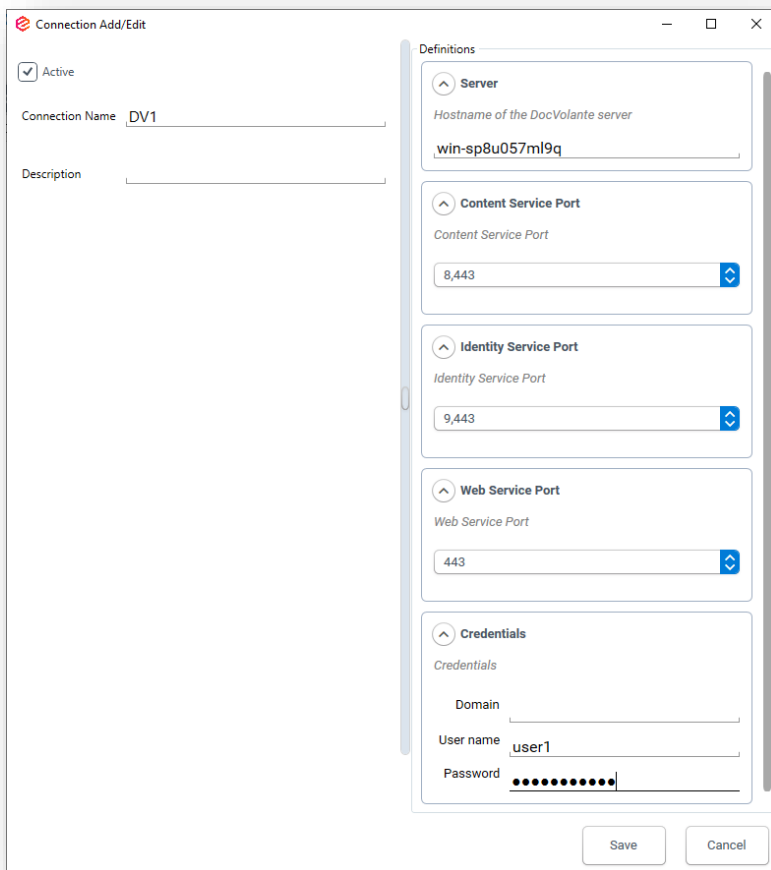 Connection Add/Edit
Active
Connection Name DV1
Description
Definitions
Server
Hostname of the DocVolante server
win-sp8u057ml9q
Content Service Port
Content Service Port
8,443
Identity Service Port
Identity Service Port
9,443
Web Service Port
Web Service Port
443
Credentials
Credentials
Domain
User name user1
Password ●●●●●●●●●●●
Save Cancel